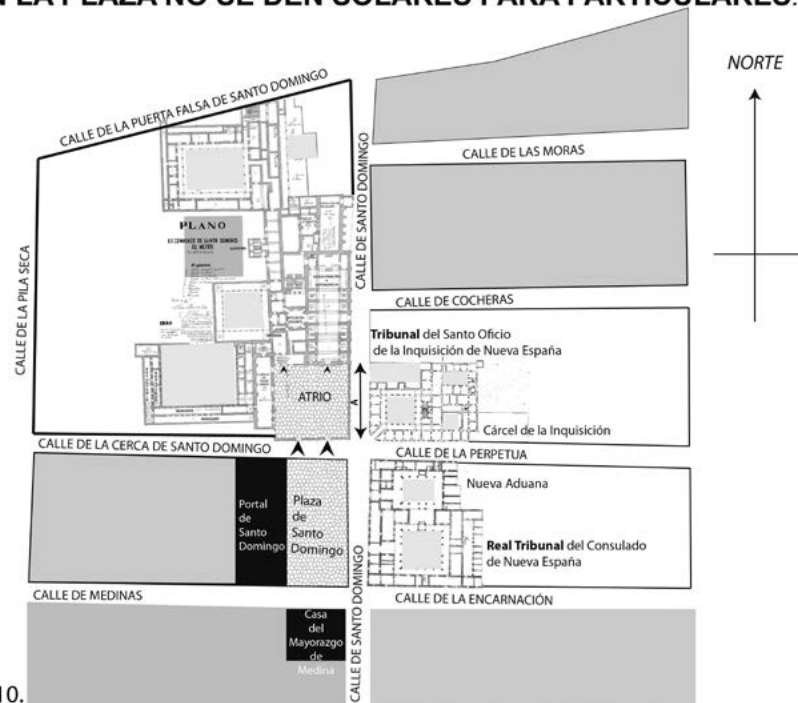 N LA PLAZA NO SE DEN SOLARES PARA PARTICULARES.
NORTE
CALLE DE LA PUERTA FALSA DE SANTO DOMINGO
CALLE DE LAS MORAS
CALLE DE SANTO DOMINGO
PLANO
CALLE DE LA PILA SECA
CALLE DE COCHERAS
Tribunal del Santo Oficio
de la Inquisición de Nueva España
ATRIO
A
Cárcel de la Inquisición
CALLE DE LA CERCA DE SANTO DOMINGO
CALLE DE LA PERPETUA
Nueva Aduana
Portal
de
Santo
Domingo
Plaza
de
Santo
Domingo
Real Tribunal del Consulado
de Nueva España
CALLE DE MEDINAS
CALLE DE LA ENCARNACIÓN
CALLE DE SANTO DOMINGO
Casa
del
Mayorazgo
de
Medina
10.